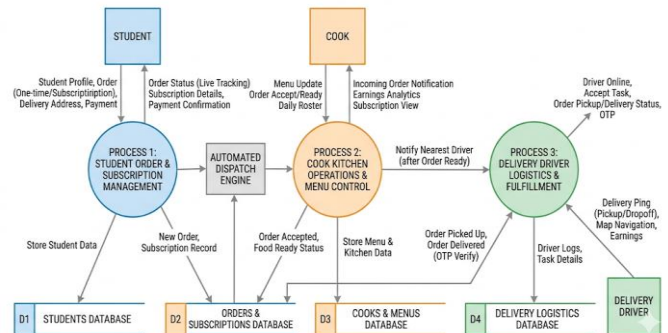 STUDENT
COOK
Student Profile, Order
(One-time/Subscriptinption),
Delivery Address, Payment
Order Status (Live Tracking)
Subscription Details,
Payment Confirmation
Menu Update
Order Accept/Ready
Daily Roster
Incoming Order Notification
Earnings Analytics
Subscription View
Driver Online,
Accept Task,
Order Pickup/Delivery Status,
OTP
PROCESS 1:
STUDENT ORDER &
SUBSCRIPTION
MANAGEMENT
AUTOMATED
DISPATCH
ENGINE
PROCESS 2:
COOK KITCHEN
OPERATIONS &
MENU CONTROL
Notify Nearest Driver
(after Order Ready)
PROCESS 3:
DELIVERY DRIVER
LOGISTICS &
FULFILLMENT
Store Student Data
New Order,
Subscription Record
Order Accepted,
Food Ready Status
Store Menu &
Kitchen Data
Order Picked Up,
Order Delivered
(OTP Verify)
Driver Logs,
Task Details
Delivery Ping
(Pickup/Dropoff),
Map Navigation,
Earnings
D1
STUDENTS DATABASE
D2
ORDERS &
SUBSCRIPTIONS DATABASE
D3
COOKS & MENUS
DATABASE
D4
DELIVERY LOGISTICS
DATABASE
DELIVERY
DRIVER